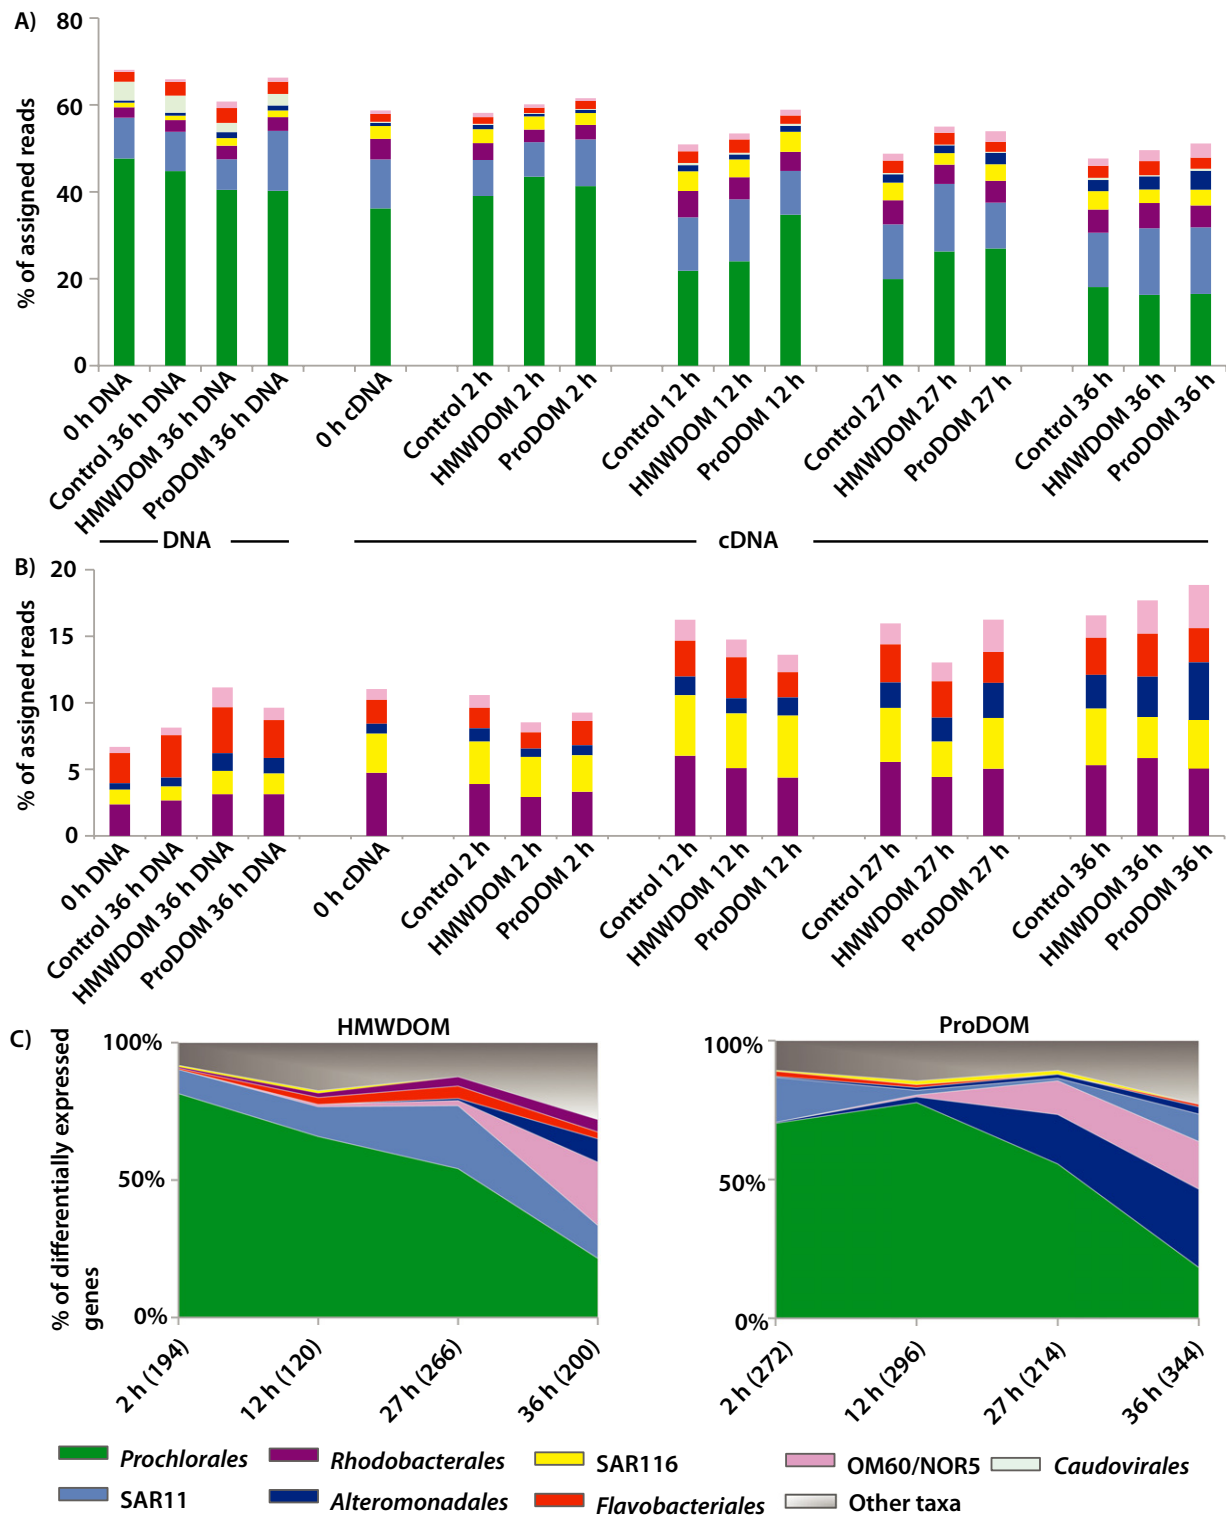 A)
% of assigned reads
80
60
40
20
0
0 h DNA
Control 36 h DNA
HMWDOM 36 h DNA
ProDOM 36 h DNA
0 h cDNA
Control 2 h
HMWDOM 2 h
ProDOM 2 h
Control 12 h
HMWDOM 12 h
ProDOM 12 h
Control 27 h
HMWDOM 27 h
ProDOM 27 h
Control 36 h
HMWDOM 36 h
ProDOM 36 h
DNA
cDNA
B)
% of assigned reads
20
15
10
5
0
0 h DNA
Control 36 h DNA
HMWDOM 36 h DNA
ProDOM 36 h DNA
0 h cDNA
Control 2 h
HMWDOM 2 h
ProDOM 2 h
Control 12 h
HMWDOM 12 h
ProDOM 12 h
Control 27 h
HMWDOM 27 h
ProDOM 27 h
Control 36 h
HMWDOM 36 h
ProDOM 36 h
C)
% of differentially expressed
genes
HMWDOM
100%
50%
0%
2 h (194)
12 h (120)
27 h (266)
36 h (200)
ProDOM
100%
50%
0%
2 h (272)
12 h (296)
27 h (214)
36 h (344)
Prochlorales
Rhodobacterales
SAR116
OM60/NOR5
Caudovirales
SAR11
Alteromonadales
Flavobacteriales
Other taxa